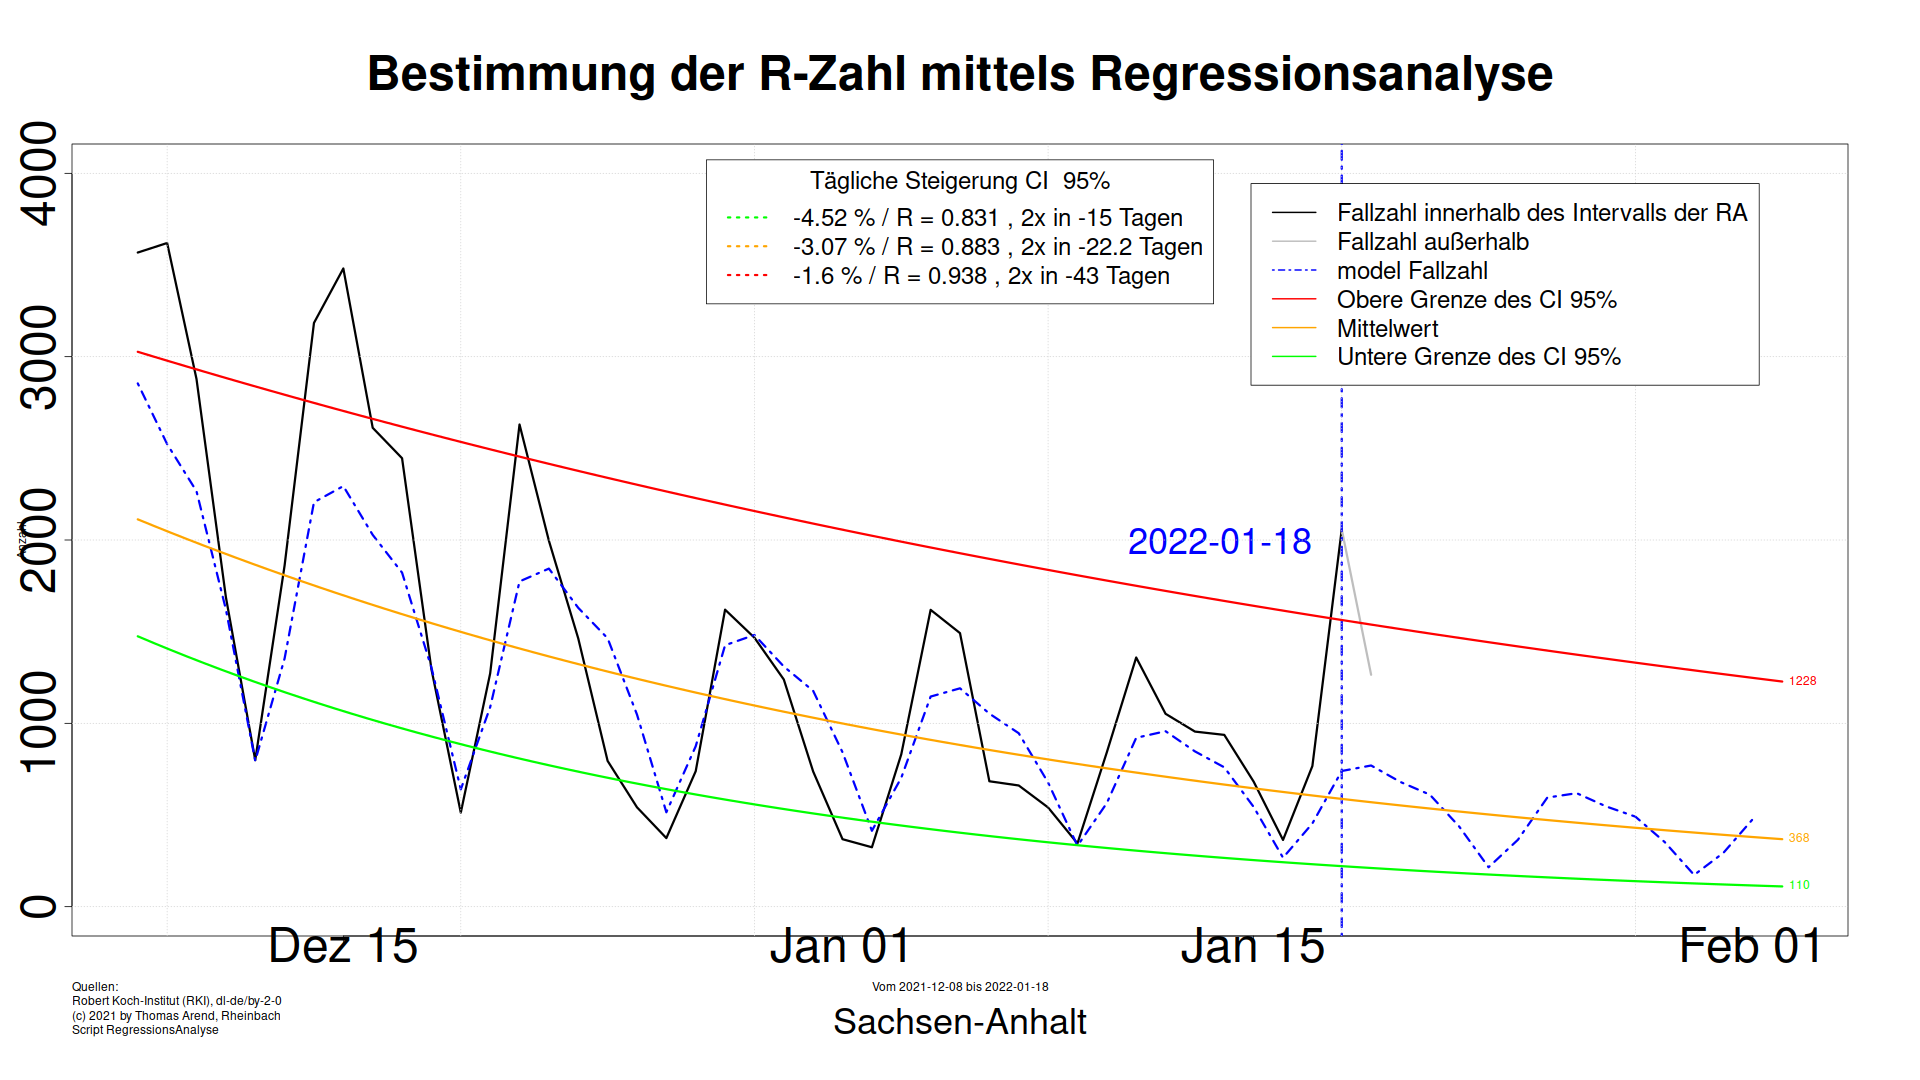 Bestimmung der R-Zahl mittels Regressionsanalyse
4000
3000
2000
1000
0
Anzahl
Tägliche Steigerung CI 95%
-4.52 % / R = 0.831 , 2x in -15 Tagen
-3.07 % / R = 0.883 , 2x in -22.2 Tagen
-1.6 % / R = 0.938 , 2x in -43 Tagen
Fallzahl innerhalb des Intervalls der RA
Fallzahl außerhalb
model Fallzahl
Obere Grenze des CI 95%
Mittelwert
Untere Grenze des CI 95%
2022-01-18
1228
368
110
Dez 15
Jan 01
Jan 15
Feb 01
Quellen:
Robert Koch-Institut (RKI), dl-de/by-2-0
(c) 2021 by Thomas Arend, Rheinbach
Script RegressionsAnalyse
Vom 2021-12-08 bis 2022-01-18
Sachsen-Anhalt